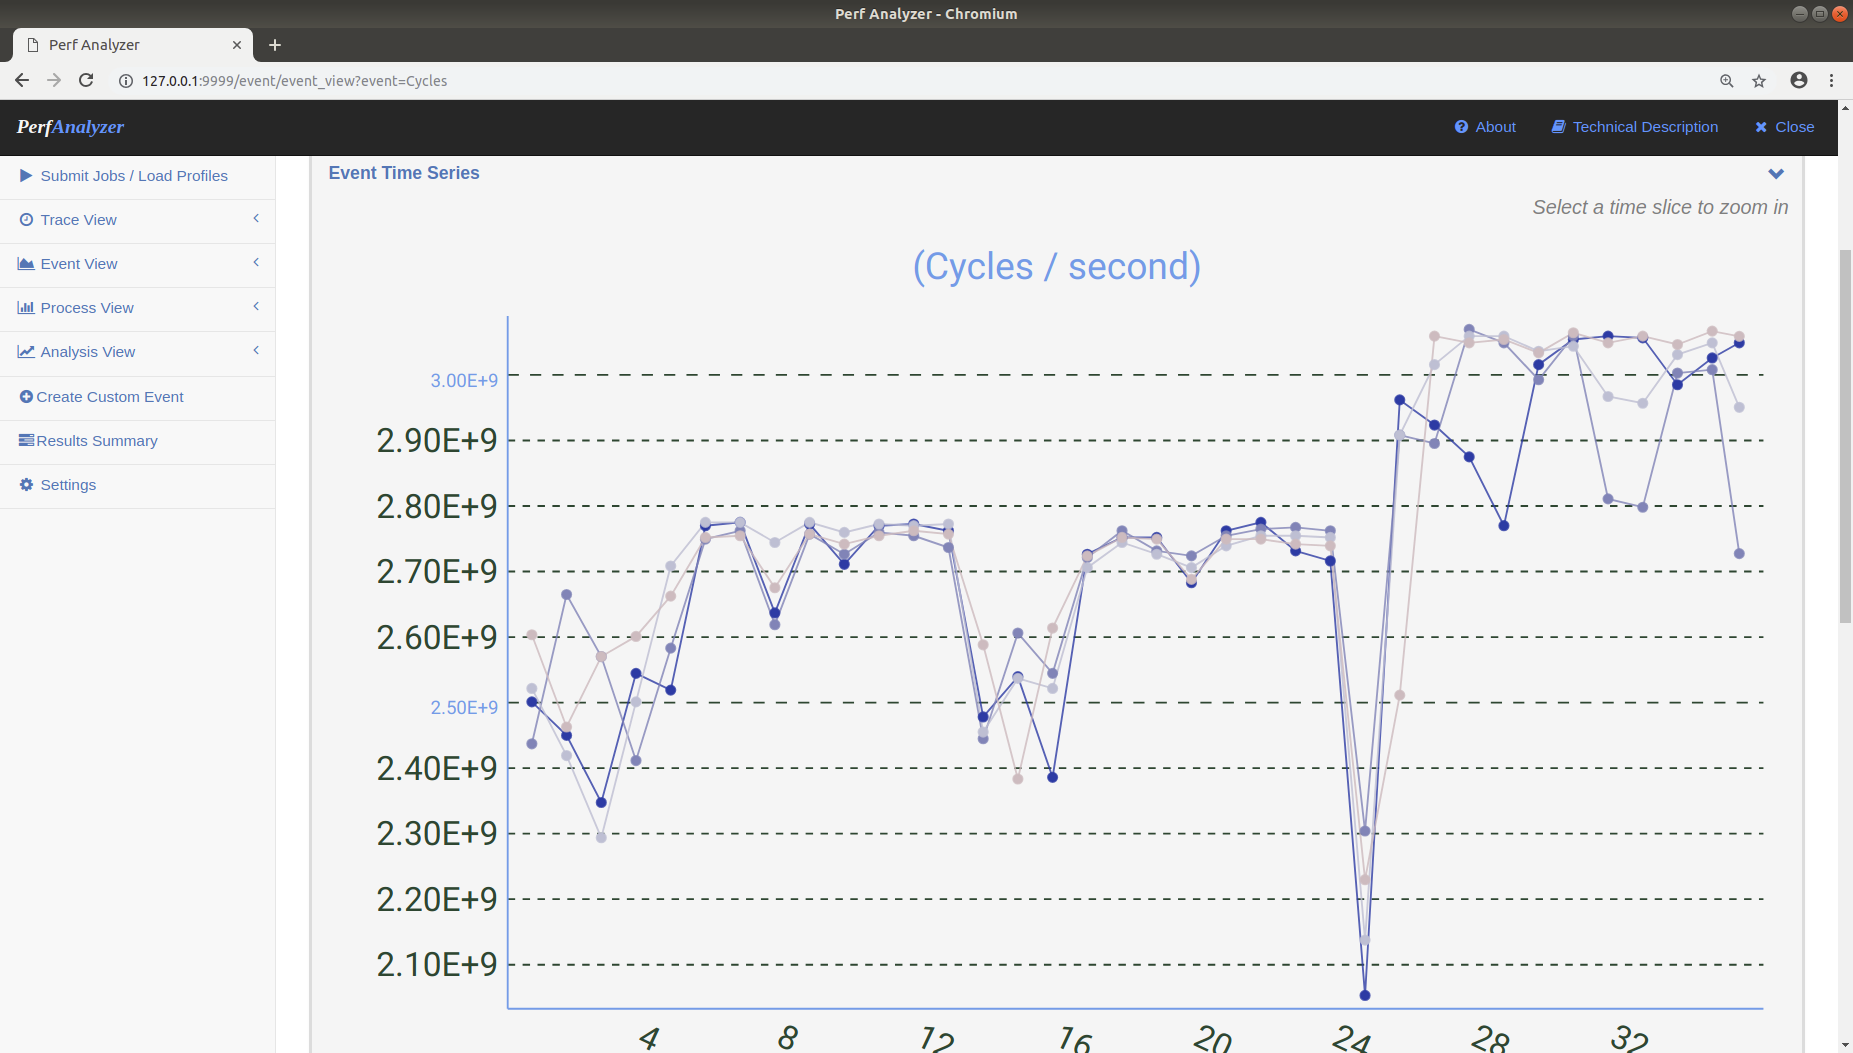 Perf Analyzer - Chromium
Perf Analyzer
127.0.0.1:9999/event/event_view?event=Cycles
PerfAnalyzer
About
Technical Description
Close
Submit Jobs / Load Profiles
Trace View
Event View
Process View
Analysis View
Create Custom Event
Results Summary
Settings
Event Time Series
Select a time slice to zoom in
(Cycles / second)
3.00E+9
2.90E+9
2.80E+9
2.70E+9
2.60E+9
2.50E+9
2.40E+9
2.30E+9
2.20E+9
2.10E+9
4 8 12 16 20 24 28 32